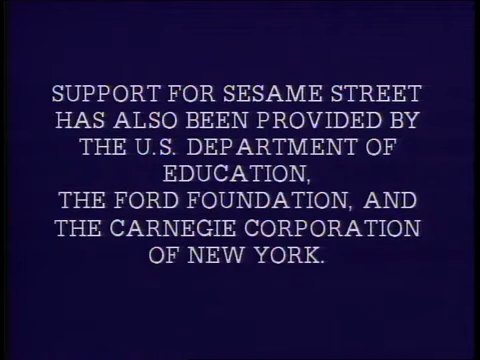 SUPPORT FOR SESAME STREET
HAS ALSO BEEN PROVIDED BY
THE U.S. DEPARTMENT OF
EDUCATION,
THE FORD FOUNDATION, AND
THE CARNEGIE CORPORATION
OF NEW YORK.